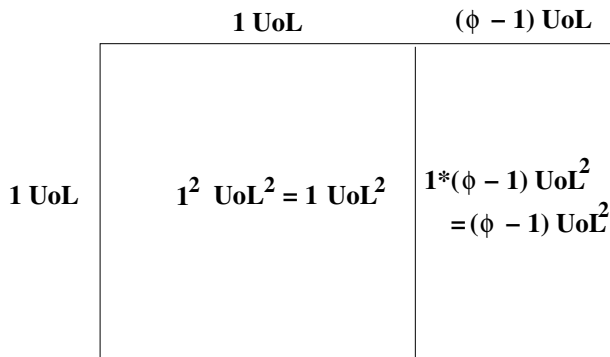 1 UoL (ϕ − 1) UoL
1 UoL
1² UoL² = 1 UoL²
1*(ϕ − 1) UoL²
=(ϕ − 1) UoL²